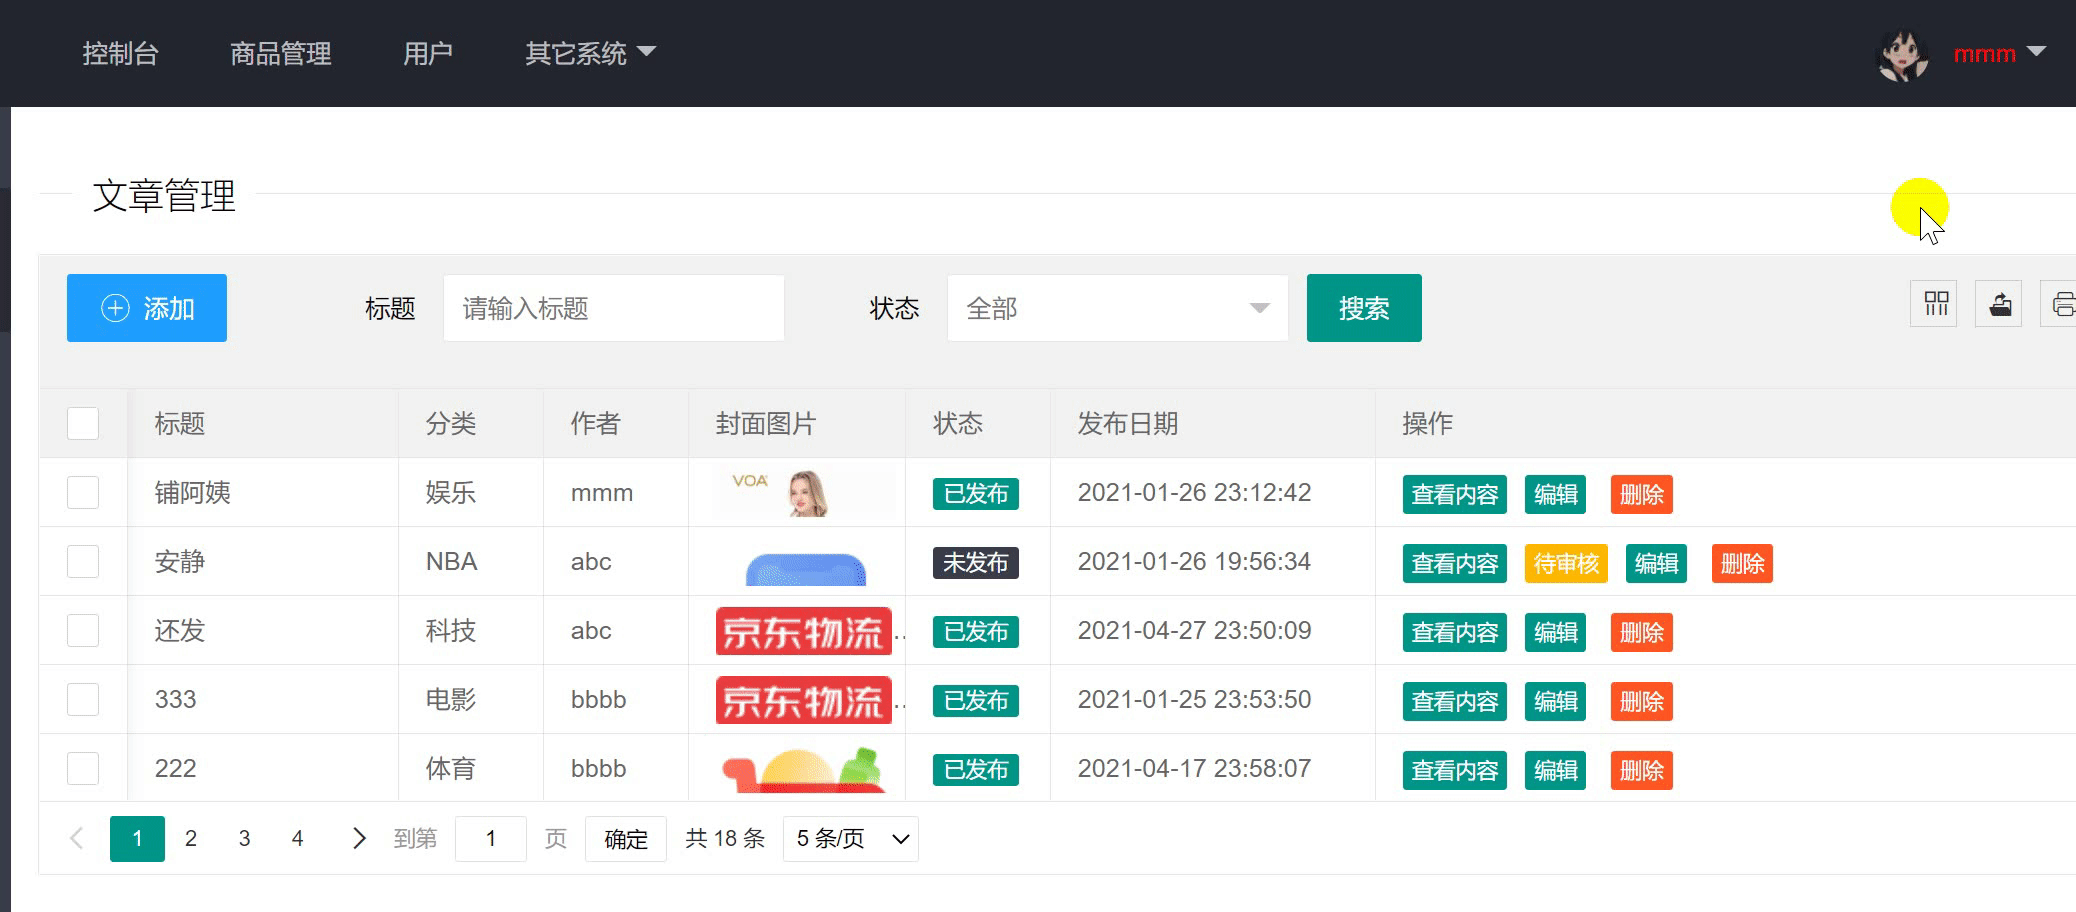 控制台 商品管理 用户 其它系统 mmm
文章管理
添加 标题 请输入标题 状态 全部 搜索
标题 分类 作者 封面图片 状态 发布日期 操作
铺阿姨 娱乐 mmm VOA 已发布 2021-01-26 23:12:42 查看内容 编辑 删除
安静 NBA abc 未发布 2021-01-26 19:56:34 查看内容 待审核 编辑 删除
还发 科技 abc 京东物流 .. 已发布 2021-04-27 23:50:09 查看内容 编辑 删除
333 电影 bbbb 京东物流 .. 已发布 2021-01-25 23:53:50 查看内容 编辑 删除
222 体育 bbbb 已发布 2021-04-17 23:58:07 查看内容 编辑 删除
1 2 3 4 到第 1 页 确定 共 18 条 5 条/页